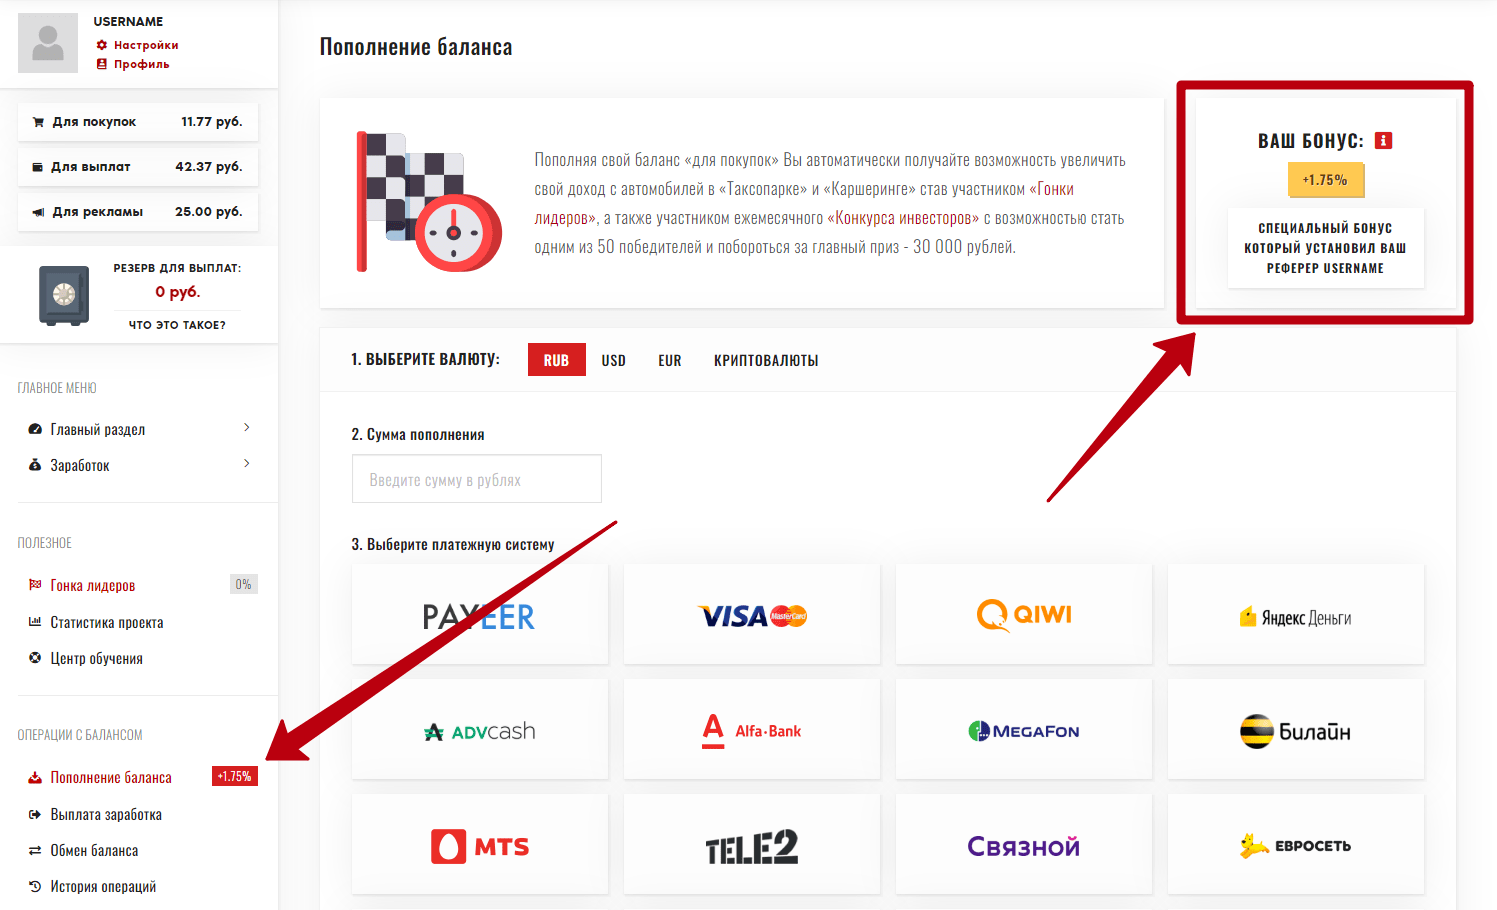 USERNAME
Настройки
Профиль
Для покупок 11.77 руб.
Для выплат 42.37 руб.
Для рекламы 25.00 руб.
РЕЗЕРВ ДЛЯ ВЫПЛАТ:
0 руб.
ЧТО ЭТО ТАКОЕ?
ГЛАВНОЕ МЕНЮ
Главный раздел
Заработок
ПОЛЕЗНОЕ
Гонка лидеров 0%
Статистика проекта
Центр обучения
ОПЕРАЦИИ С БАЛАНСОМ
Пополнение баланса +1.75%
Выплата заработка
Обмен баланса
История операций
Пополнение баланса
Пополняя свой баланс «для покупок» Вы автоматически получайте возможность увеличить
свой доход с автомобилей в «Таксопарке» и «Каршеринге» став участником «Гонки
лидеров», а также участником ежемесячного «Конкурса инвесторов» с возможностью стать
одним из 50 победителей и побороться за главный приз - 30 000 рублей.
ВАШ БОНУС:
+1.75%
СПЕЦИАЛЬНЫЙ БОНУС
КОТОРЫЙ УСТАНОВИЛ ВАШ
РЕФЕРЕР USERNAME
1. ВЫБЕРИТЕ ВАЛЮТУ: RUB USD EUR КРИПТОВАЛЮТЫ
2. Сумма пополнения
Введите сумму в рублях
3. Выберите платежную систему
PAYEER VISA MasterCard QIWI Яндекс Деньги
ADVcash Alfa·Bank MEGAFON Билайн
МТS TELE2 Связной ЕВРОСЕТЬ